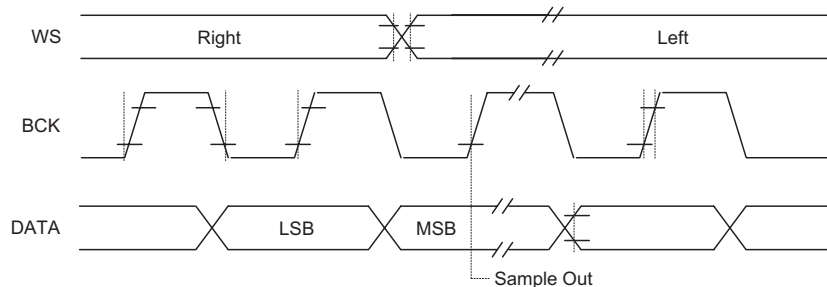 WS
Right
Left
BCK
DATA
LSB
MSB
Sample Out